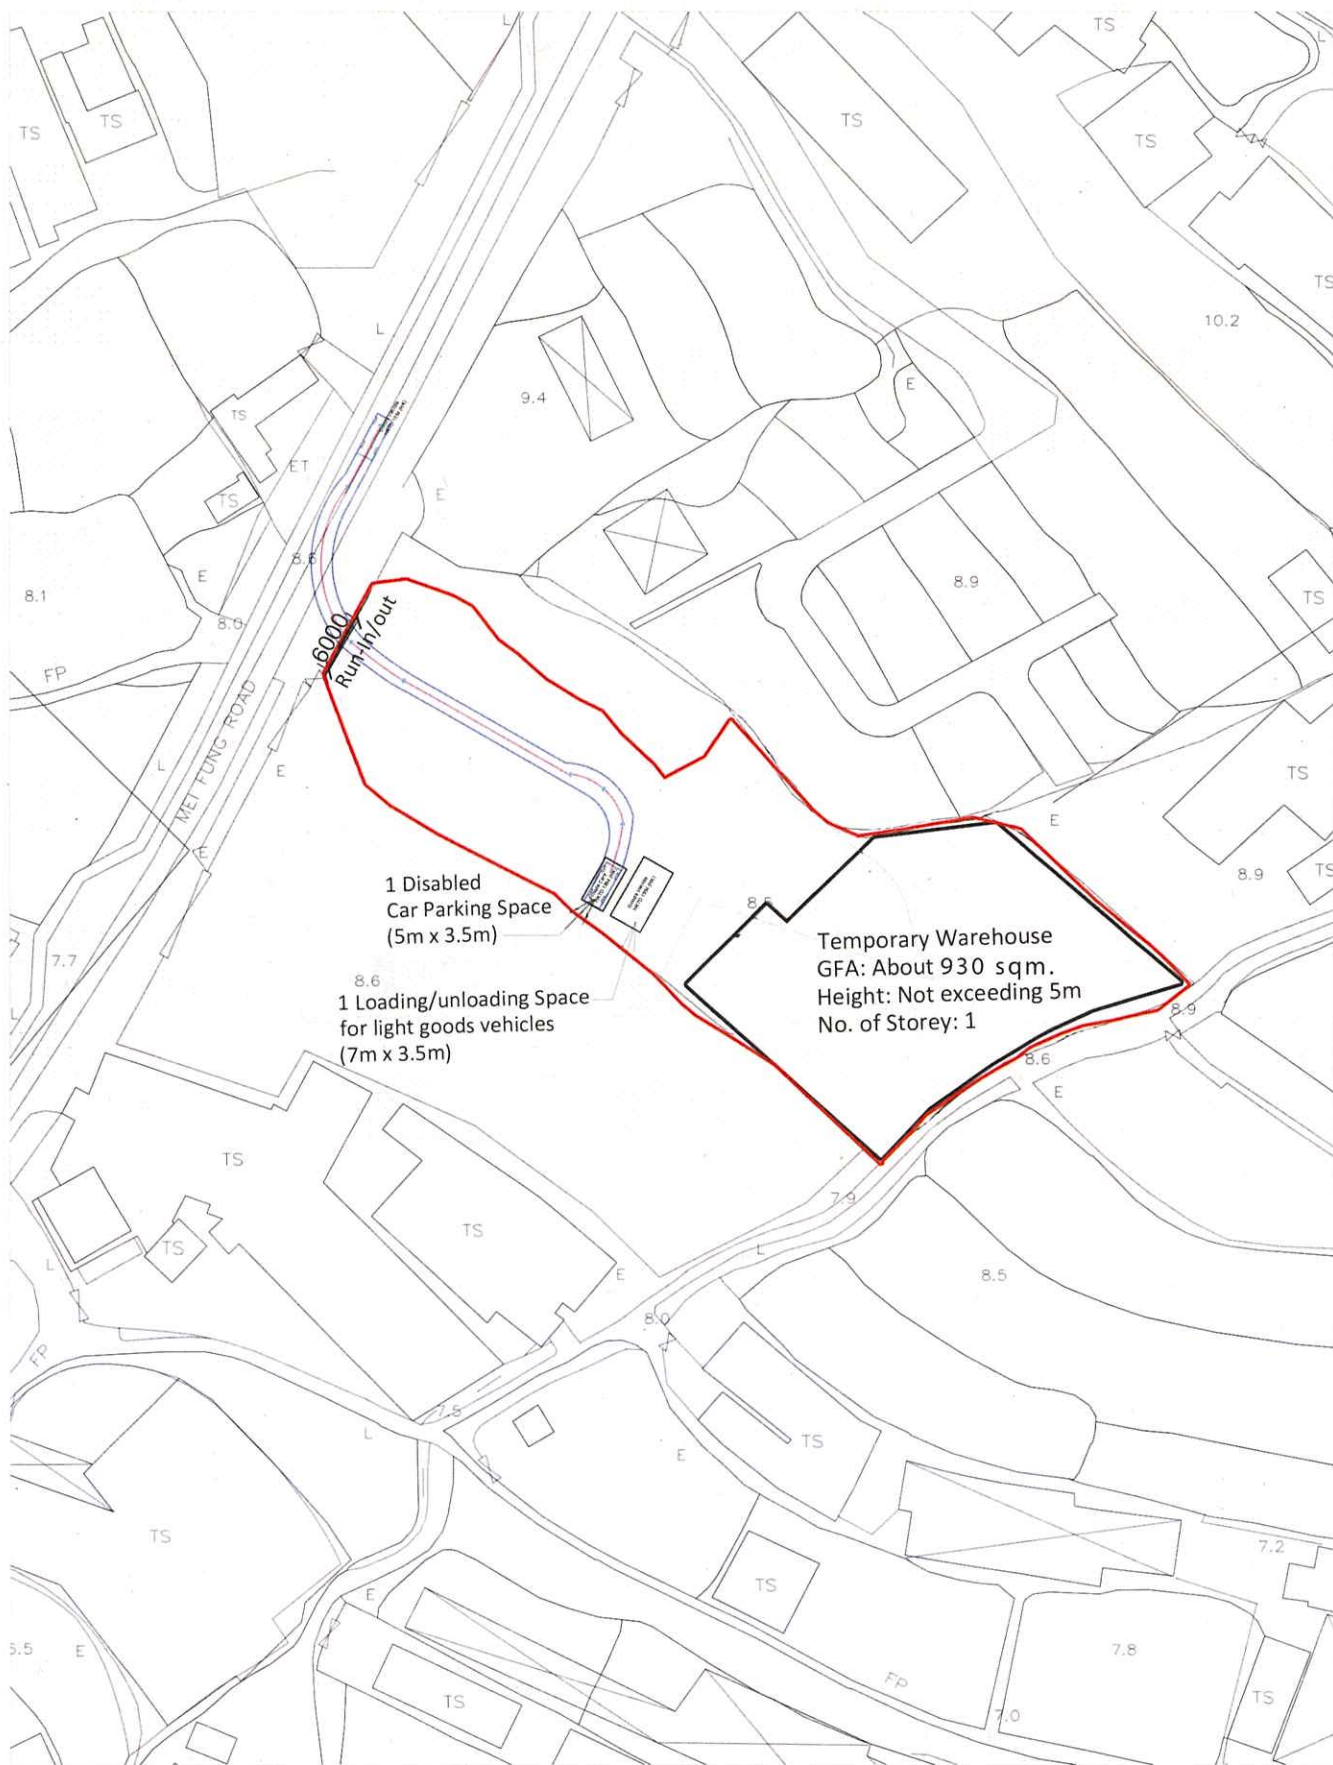 L
TS
TS
TS
TS
L
TS
TS
10.2
L
9.4
E
TS
ET
E
TS
8.6
E
8.9
TS
8.1
8.0
6000
Run-in/out
FP
MEI FUNG ROAD
L
E
TS
E
E
1 Disabled
Car Parking Space
(5m x 3.5m)
8.5
8.9
TS
Temporary Warehouse
GFA: About 930 sqm.
Height: Not exceeding 5m
No. of Storey: 1
7.7
8.6
1 Loading/unloading Space
for light goods vehicles
(7m x 3.5m)
L
8.9
8.6
E
TS
7.9
TS
TS
L
L
E
8.5
8.0
FP
7.5
L
TS
E
TS
7.2
TS
E
E
7.8
FP
TS
TS
7.0